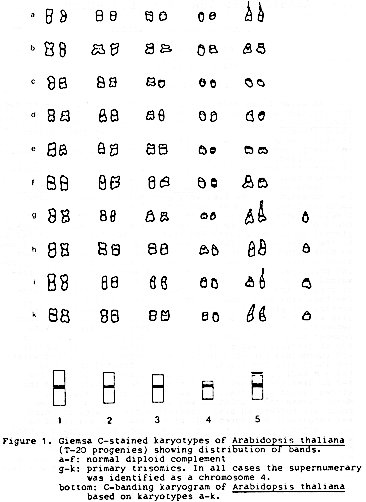 a
b
c
d
e
f
g
h
i
k
1 2 3 4 5
Figure 1. Giemsa C-stained karyotypes of Arabidopsis thaliana
(T-20 progenies) showing distribution of bands.
a-f: normal diploid complement
g-k: primary trisomics. In all cases the supernumerary
was identified as a chromosome 4.
bottom: C-banding karyogram of Arabidopsis thaliana
based on karyotypes a-k.